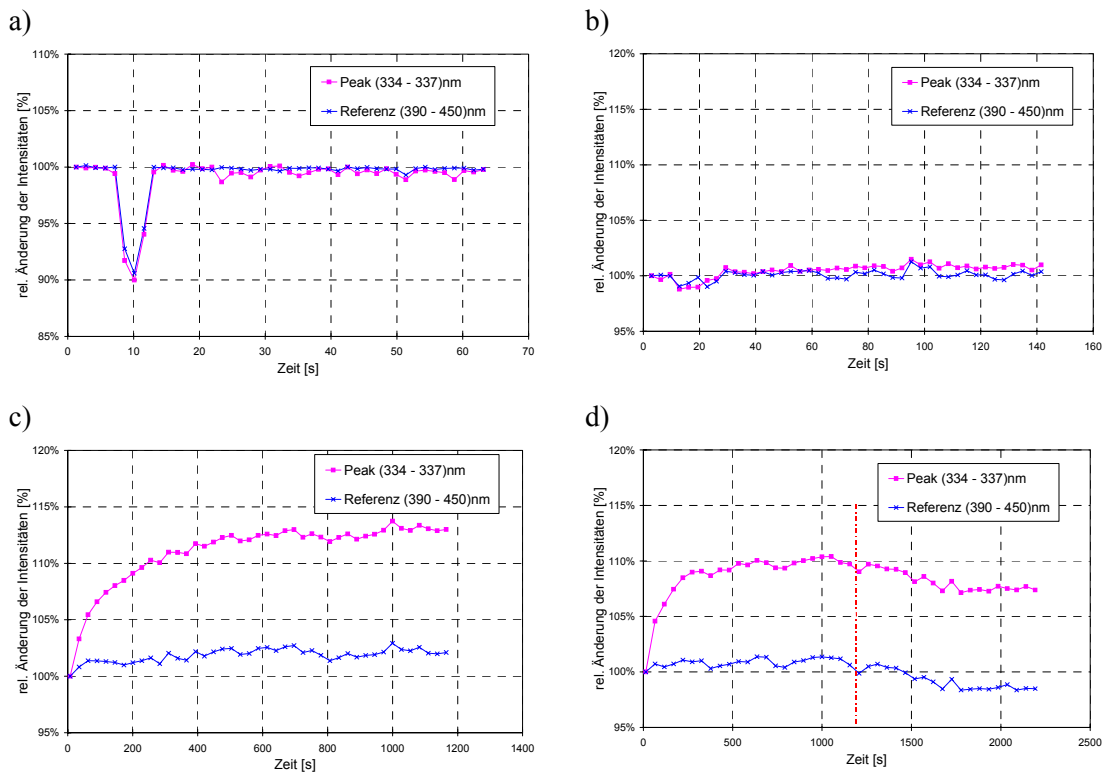 a)
110%
105%
100%
95%
90%
85%
0 10 20 30 40 50 60 70
rel. Änderung der Intensitäten [%]
Zeit [s]
Peak (334 - 337)nm
Referenz (390 - 450)nm
b)
120%
115%
110%
105%
100%
95%
0 20 40 60 80 100 120 140 160
rel. Änderung der Intensitäten [%]
Zeit [s]
Peak (334 - 337)nm
Referenz (390 - 450)nm
c)
120%
115%
110%
105%
100%
95%
0 200 400 600 800 1000 1200 1400
rel. Änderung der Intensitäten [%]
Zeit [s]
Peak (334 - 337)nm
Referenz (390 - 450)nm
d)
120%
115%
110%
105%
100%
95%
0 500 1000 1500 2000 2500
rel. Änderung der Intensitäten [%]
Zeit [s]
Peak (334 - 337)nm
Referenz (390 - 450)nm